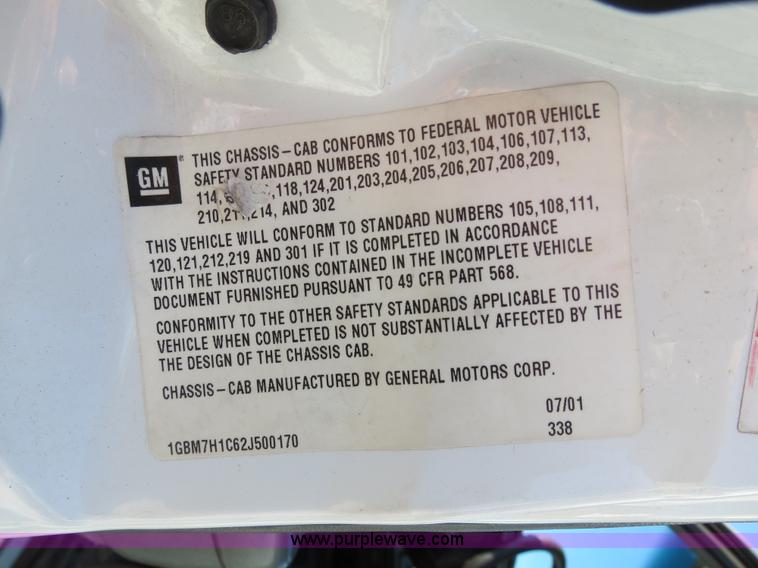 GM
THIS CHASSIS-CAB CONFORMS TO FEDERAL MOTOR VEHICLE
SAFETY STANDARD NUMBERS 101,102,103,104,106,107,113,
114, ,118,124,201,203,204,205,206,207,208,209,
210,211,214, AND 302
THIS VEHICLE WILL CONFORM TO STANDARD NUMBERS 105,108,111,
120,121,212,219 AND 301 IF IT IS COMPLETED IN ACCORDANCE
WITH THE INSTRUCTIONS CONTAINED IN THE INCOMPLETE VEHICLE
DOCUMENT FURNISHED PURSUANT TO 49 CFR PART 568.
CONFORMITY TO THE OTHER SAFETY STANDARDS APPLICABLE TO THIS
VEHICLE WHEN COMPLETED IS NOT SUBSTANTIALLY AFFECTED BY THE
THE DESIGN OF THE CHASSIS CAB.
CHASSIS-CAB MANUFACTURED BY GENERAL MOTORS CORP.
07/01
1GBM7H1C62J500170 338
www.purplewave.com